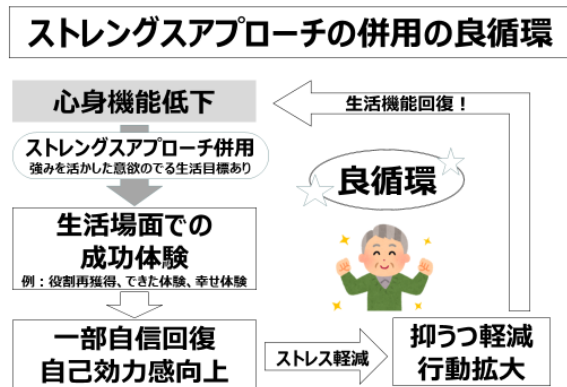 ストレングスアプローチの併用の良循環
心身機能低下
生活機能回復！
ストレングスアプローチ併用
強みを活かした意欲のでる生活目標あり
良循環
生活場面での
成功体験
例：役割再獲得、できた体験、幸せ体験
一部自信回復
自己効力感向上
ストレス軽減
抑うつ軽減
行動拡大